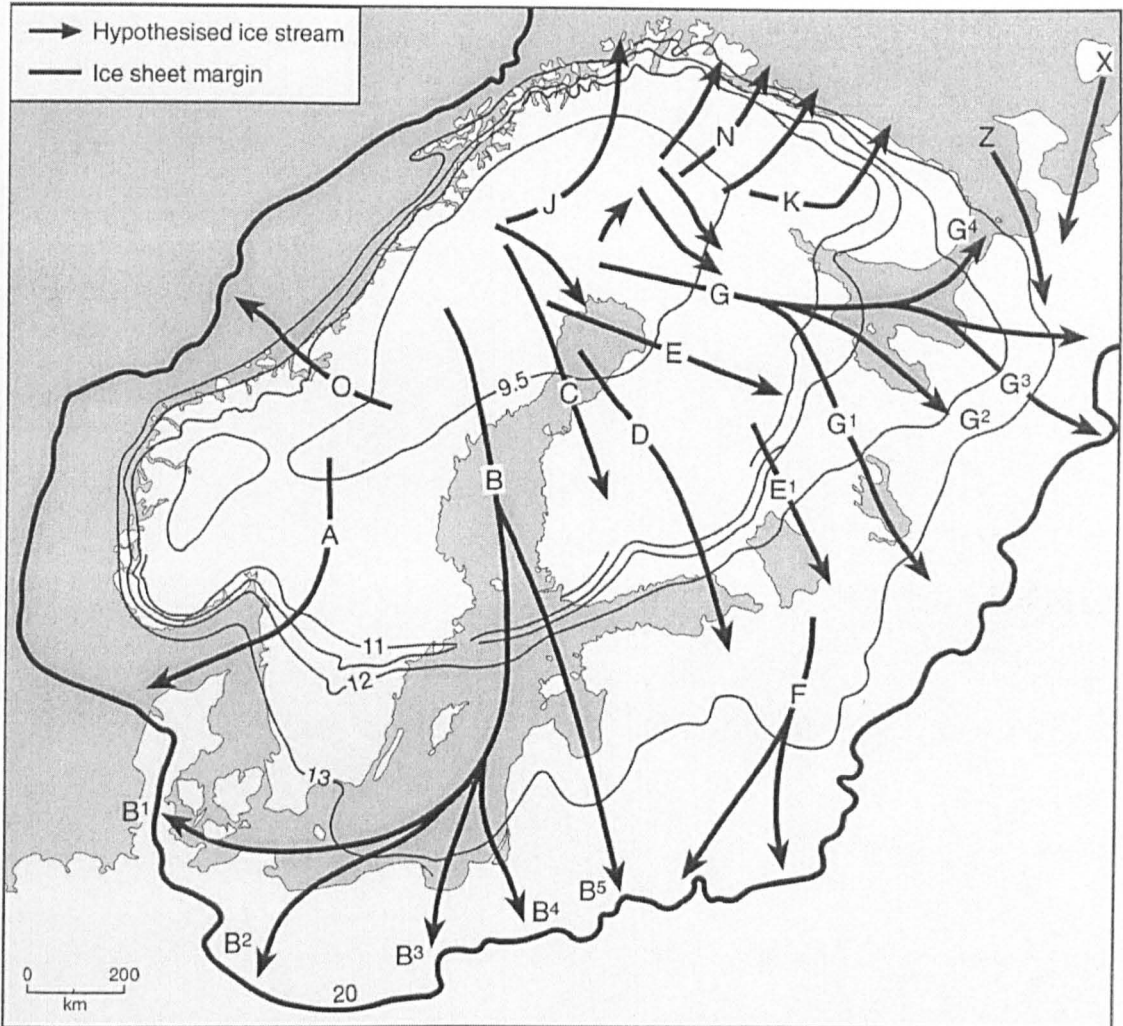 Hypothesised ice stream
Ice sheet margin
X
N
Z
J
K
G⁴
G
O
9.5
E
C
D
G³
G¹
G²
B
E¹
A
11
12
F
13
B¹
B⁵
B⁴
B²
B³
0 200
km
20